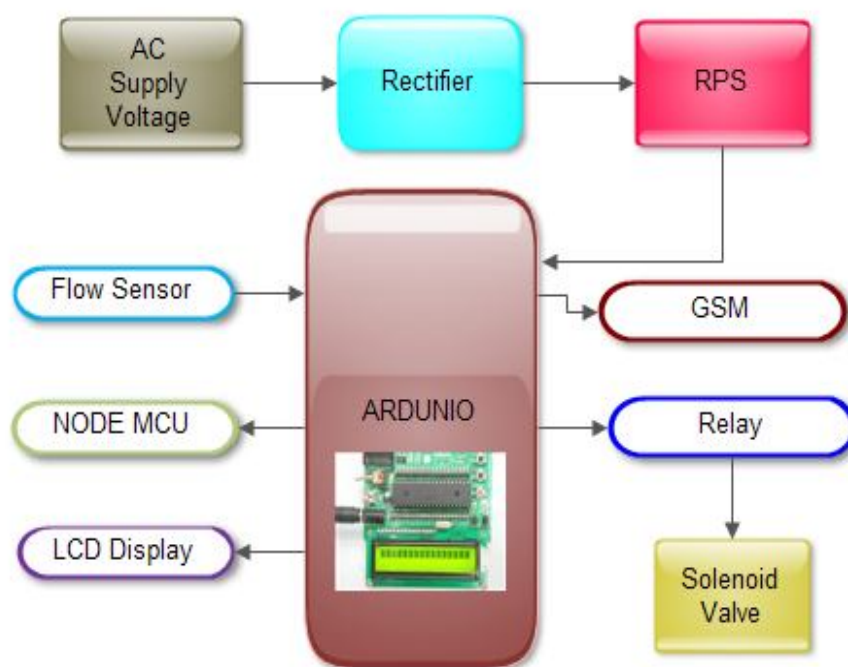 AC
Supply
Voltage
Rectifier
RPS
Flow Sensor
GSM
NODE MCU
ARDUNIO
Relay
LCD Display
Solenoid
Valve